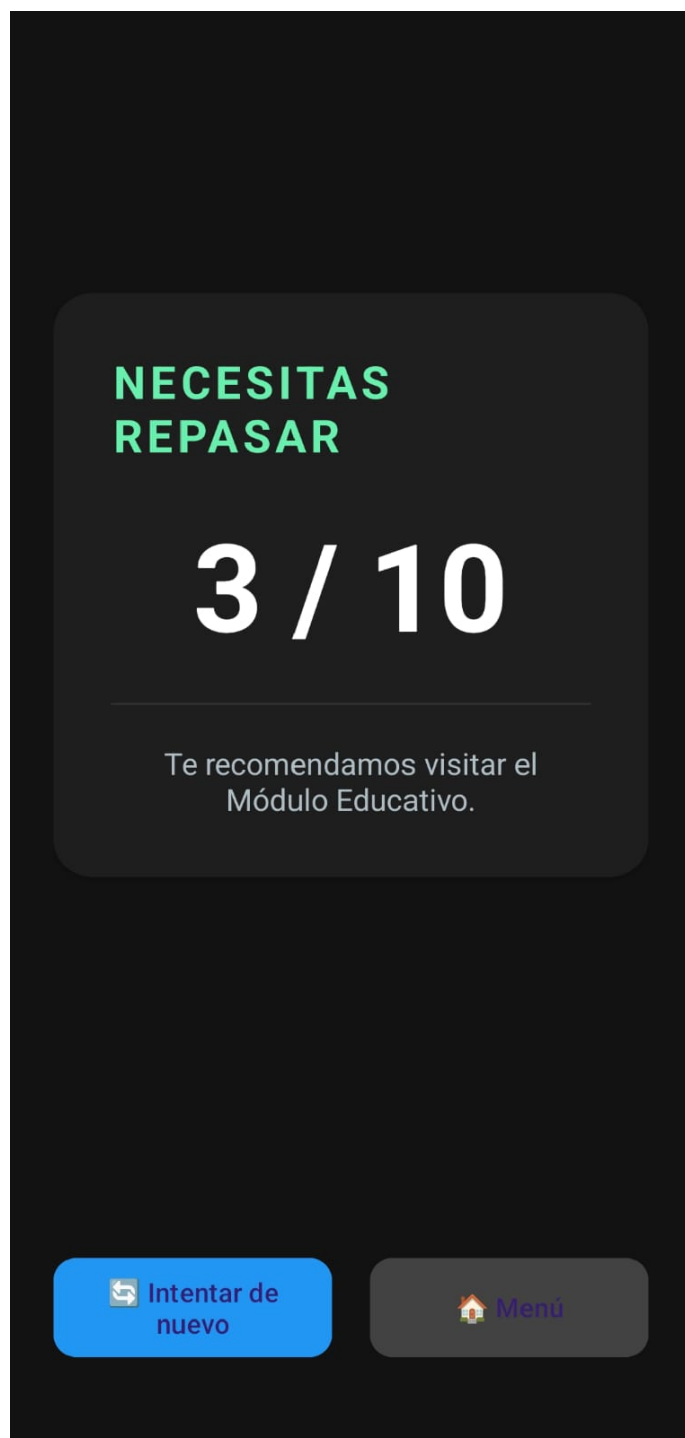 NECESITAS
REPASAR
3 / 10
Te recomendamos visitar el
Módulo Educativo.
🔄 Intentar de
nuevo
🏠 Menú